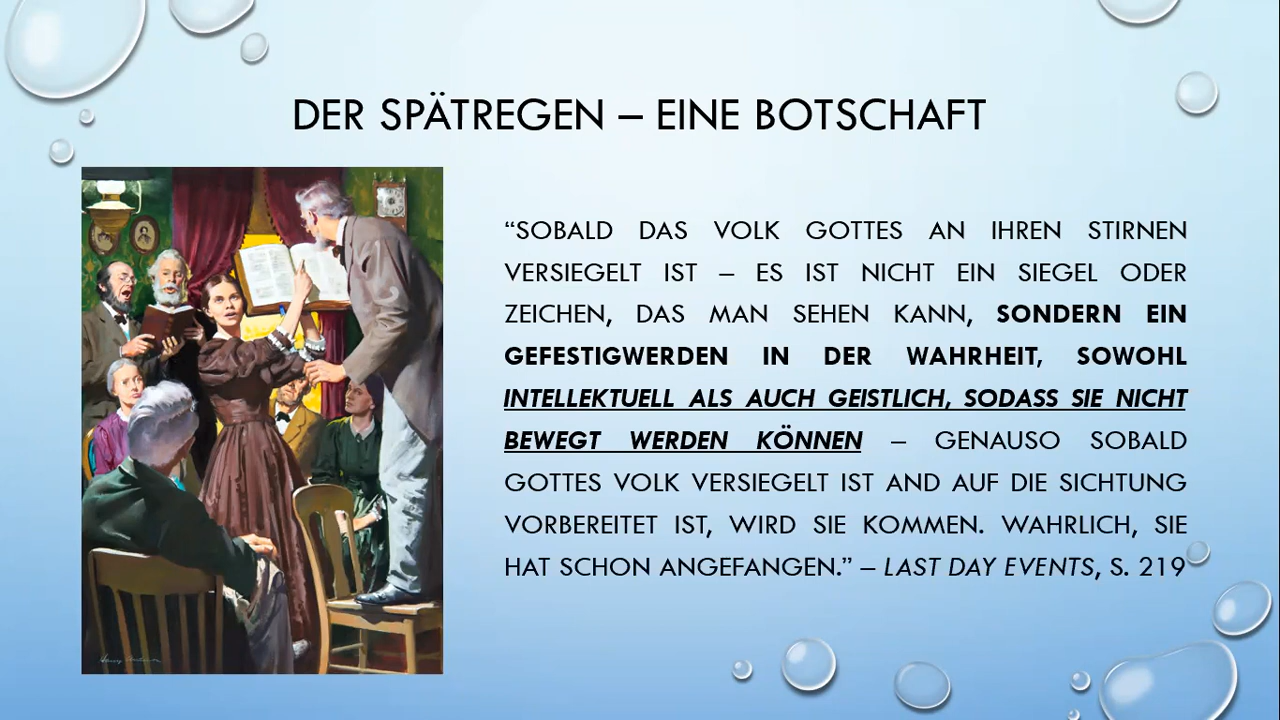 DER SPÄTREGEN – EINE BOTSCHAFT
“SOBALD DAS VOLK GOTTES AN IHREN STIRNEN
VERSIEGELT IST – ES IST NICHT EIN SIEGEL ODER
ZEICHEN, DAS MAN SEHEN KANN, SONDERN EIN
GEFESTIGWERDEN IN DER WAHRHEIT, SOWOHL
INTELLEKTUELL ALS AUCH GEISTLICH, SODASS SIE NICHT
BEWEGT WERDEN KÖNNEN – GENAUSO SOBALD
GOTTES VOLK VERSIEGELT IST AND AUF DIE SICHTUNG
VORBEREITET IST, WIRD SIE KOMMEN. WAHRLICH, SIE
HAT SCHON ANGEFANGEN.” – LAST DAY EVENTS, S. 219